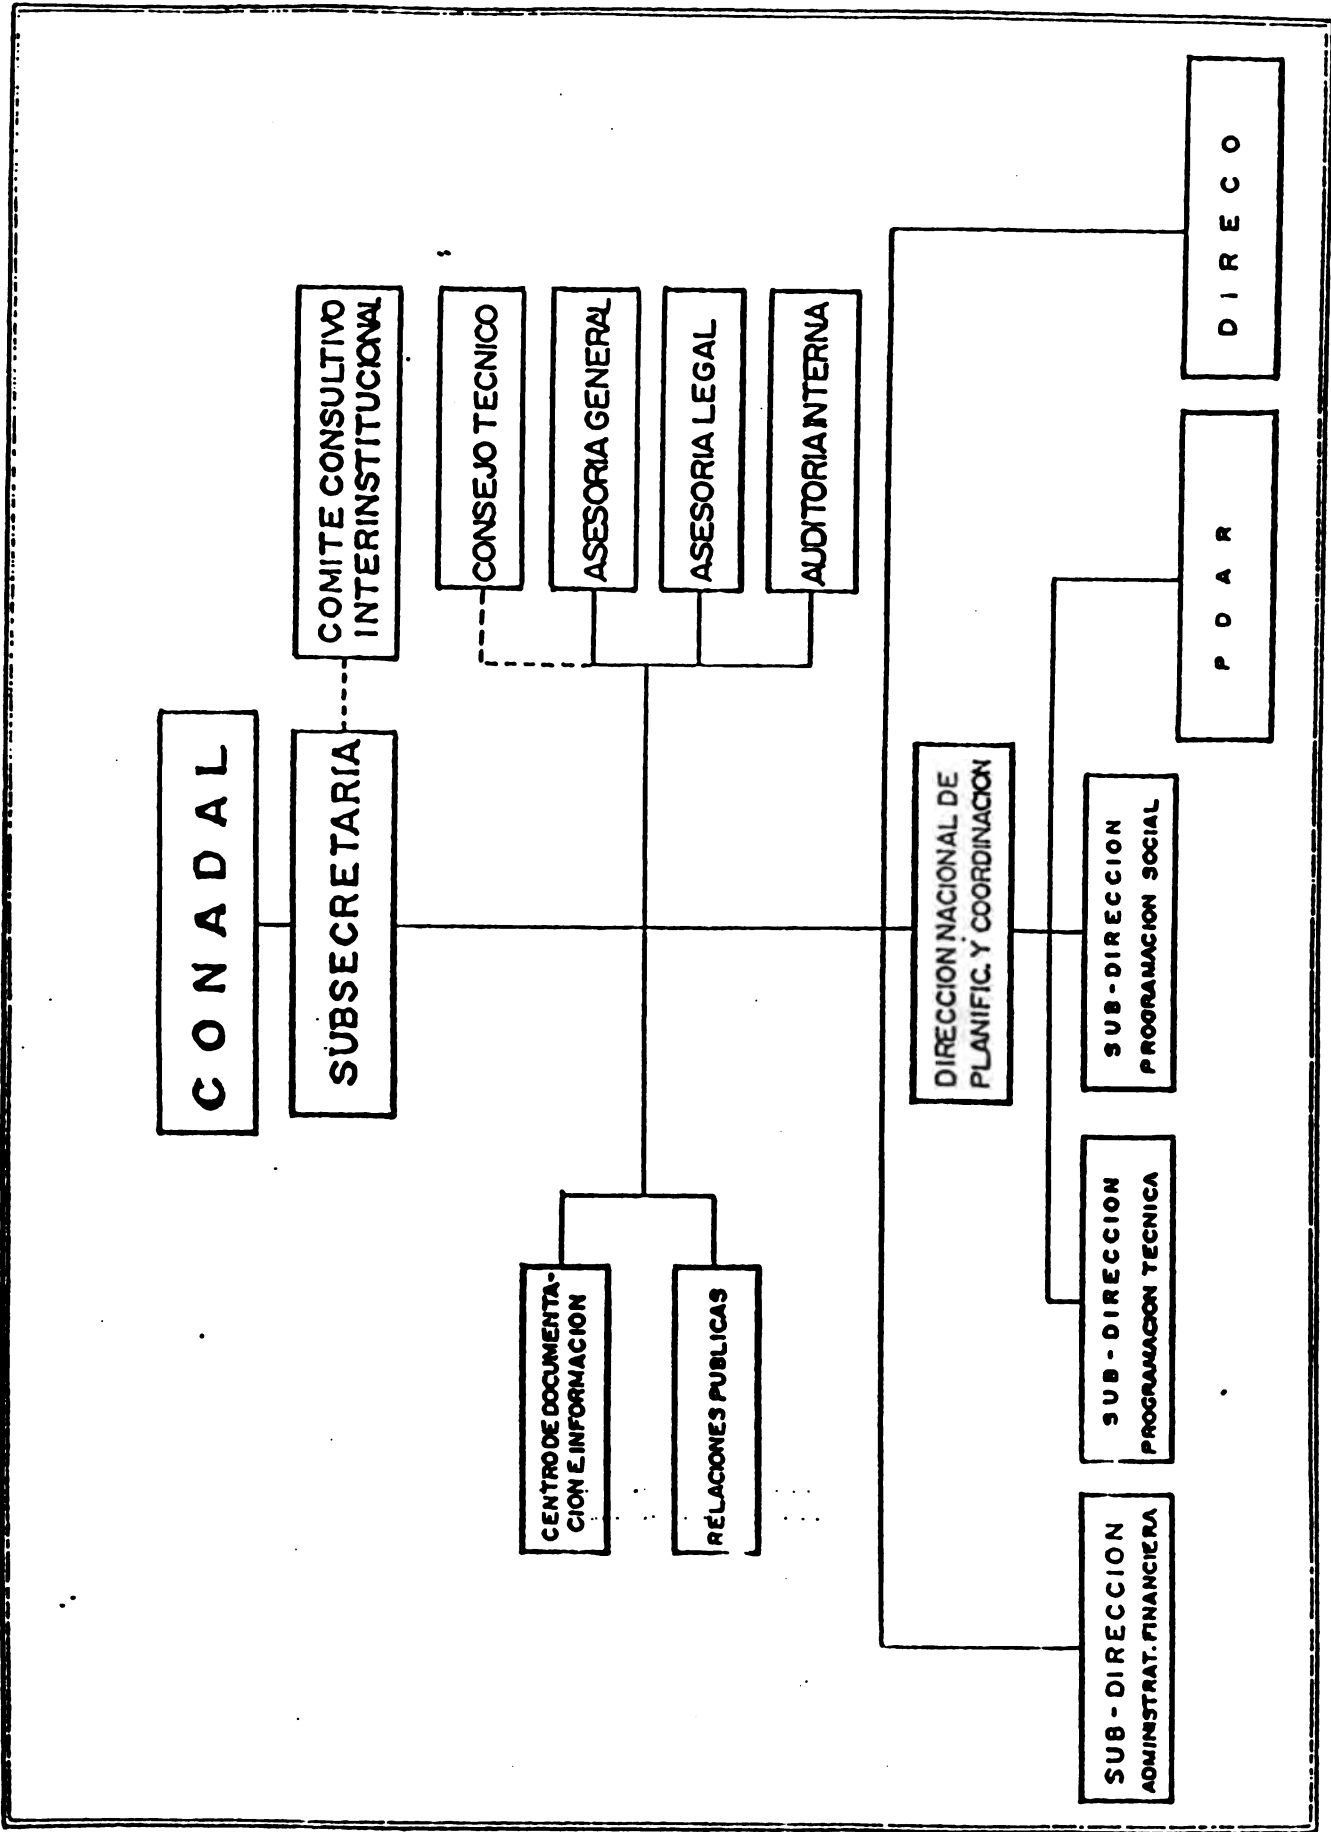 CONADAL
SUBSECRETARIA
COMITE CONSULTIVO
INTERINSTITUCIONAL
CONSEJO TECNICO
ASESORIA GENERAL
ASESORIA LEGAL
AUDITORIA INTERNA
CENTRO DE DOCUMENTA-
CION E INFORMACION
RELACIONES PUBLICAS
DIRECCION NACIONAL DE
PLANIFIC. Y COORDINACION
SUB-DIRECCION
ADMINISTRAT. FINANCIERA
SUB-DIRECCION
PROGRAMACION TECNICA
SUB-DIRECCION
PROGRAMACION SOCIAL
PDAR
DIRECO